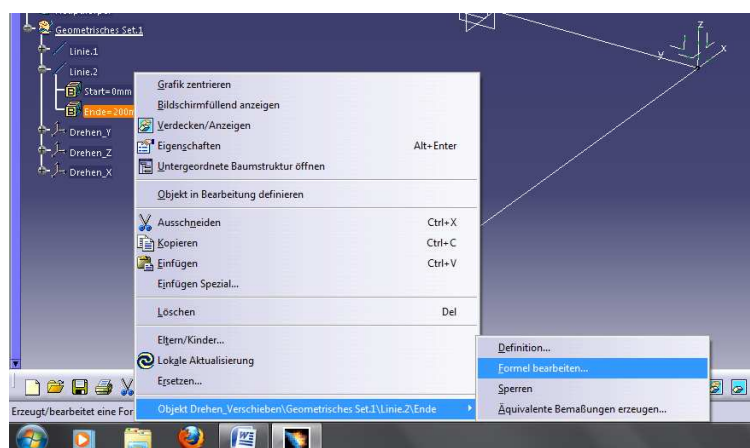 Geometrisches Set.1
Linie.1
Linie.2
Start=0mm
Ende=200m
Drehen_Y
Drehen_Z
Drehen_X
z
y
x
Grafik zentrieren
Bildschirmfüllend anzeigen
Verdecken/Anzeigen
Eigenschaften Alt+Enter
Untergeordnete Baumstruktur öffnen
Objekt in Bearbeitung definieren
Ausschneiden Ctrl+X
Kopieren Ctrl+C
Einfügen Ctrl+V
Einfügen Spezial...
Löschen Del
Eltern/Kinder...
Lokale Aktualisierung
Ersetzen...
Objekt Drehen_Verschieben\Geometrisches Set.1\Linie.2\Ende
Definition...
Formel bearbeiten...
Sperren
Äquivalente Bemaßungen erzeugen...
Erzeugt/bearbeitet eine For